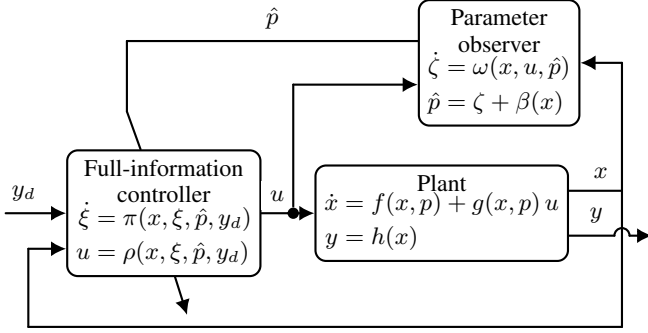 p̂
Parameter
observer
ζ̇ = ω(x, u, p̂)
p̂ = ζ + β(x)
y_d
Full-information
controller
ξ̇ = π(x, ξ, p̂, y_d)
u = ρ(x, ξ, p̂, y_d)
u
Plant
ẋ = f(x, p) + g(x, p) u
y = h(x)
x
y